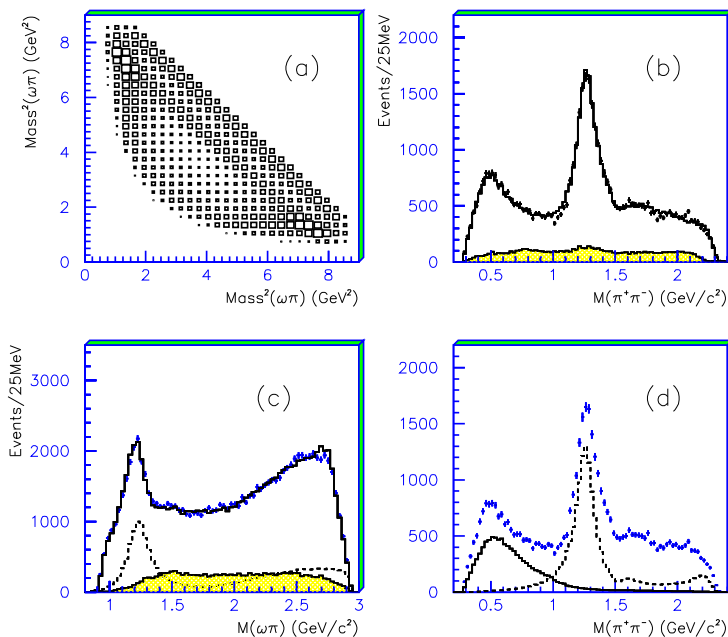 Mass²(ωπ) (GeV²)
8
6
4
2
0
(a)
0 2 4 6 8
Mass²(ωπ) (GeV²)
Events/25MeV
2000
1500
1000
500
0
(b)
0.5 1 1.5 2
M(π⁺π⁻) (GeV/c²)
Events/25MeV
3000
2000
1000
0
(c)
1 1.5 2 2.5 3
M(ωπ) (GeV/c²)
2000
1500
1000
500
0
(d)
0.5 1 1.5 2
M(π⁺π⁻) (GeV/c²)